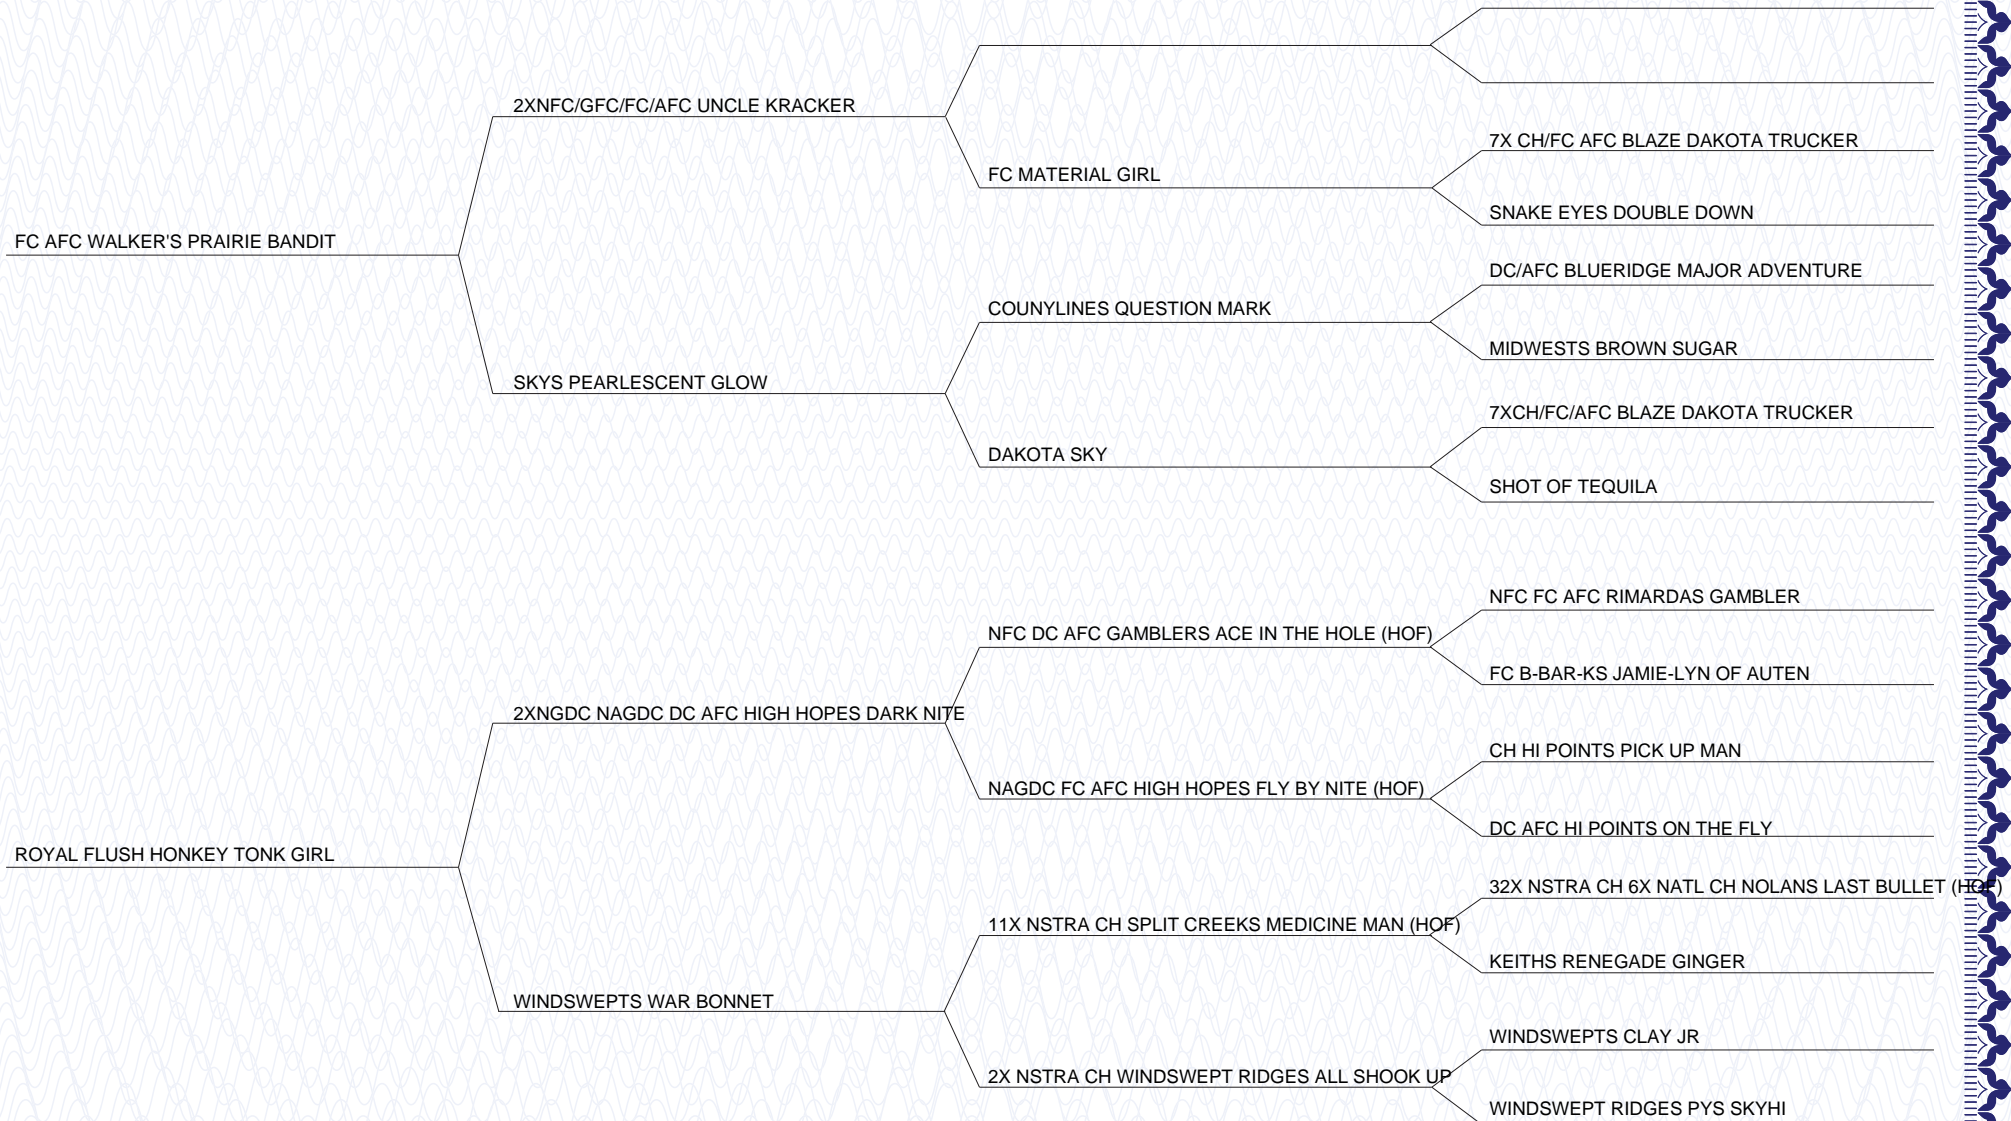 2XNFC/GFC/FC/AFC UNCLE KRACKER
7X CH/FC AFC BLAZE DAKOTA TRUCKER
FC MATERIAL GIRL
SNAKE EYES DOUBLE DOWN
FC AFC WALKER'S PRAIRIE BANDIT
DC/AFC BLUERIDGE MAJOR ADVENTURE
COUNYLINES QUESTION MARK
MIDWESTS BROWN SUGAR
SKYS PEARLESCENT GLOW
7XCH/FC/AFC BLAZE DAKOTA TRUCKER
DAKOTA SKY
SHOT OF TEQUILA
NFC FC AFC RIMARDAS GAMBLER
NFC DC AFC GAMBLERS ACE IN THE HOLE (HOF)
FC B-BAR-KS JAMIE-LYN OF AUTEN
2XNGDC NAGDC DC AFC HIGH HOPES DARK NITE
CH HI POINTS PICK UP MAN
NAGDC FC AFC HIGH HOPES FLY BY NITE (HOF)
DC AFC HI POINTS ON THE FLY
ROYAL FLUSH HONKEY TONK GIRL
32X NSTRA CH 6X NATL CH NOLANS LAST BULLET (HOF)
11X NSTRA CH SPLIT CREEKS MEDICINE MAN (HOF)
KEITHS RENEGADE GINGER
WINDSWEPTS WAR BONNET
WINDSWEPTS CLAY JR
2X NSTRA CH WINDSWEPT RIDGES ALL SHOOK UP
WINDSWEPT RIDGES PYS SKYHI